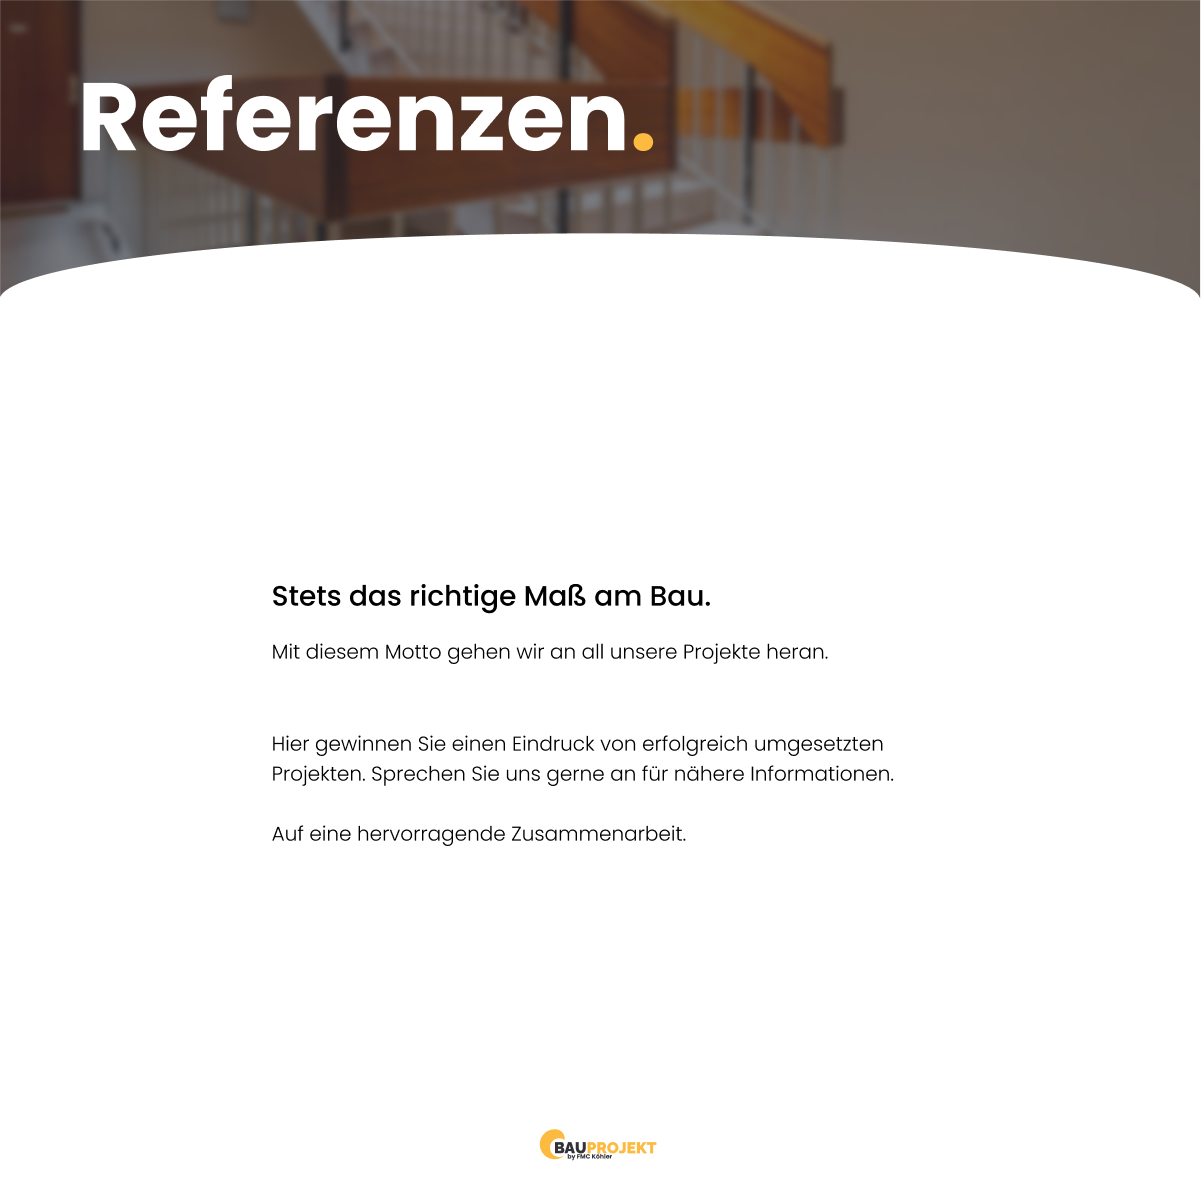 Referenzen.
Stets das richtige Maß am Bau.
Mit diesem Motto gehen wir an all unsere Projekte heran.
Hier gewinnen Sie einen Eindruck von erfolgreich umgesetzten
Projekten. Sprechen Sie uns gerne an für nähere Informationen.
Auf eine hervorragende Zusammenarbeit.
BAUPROJEKT
by FMC Köhler